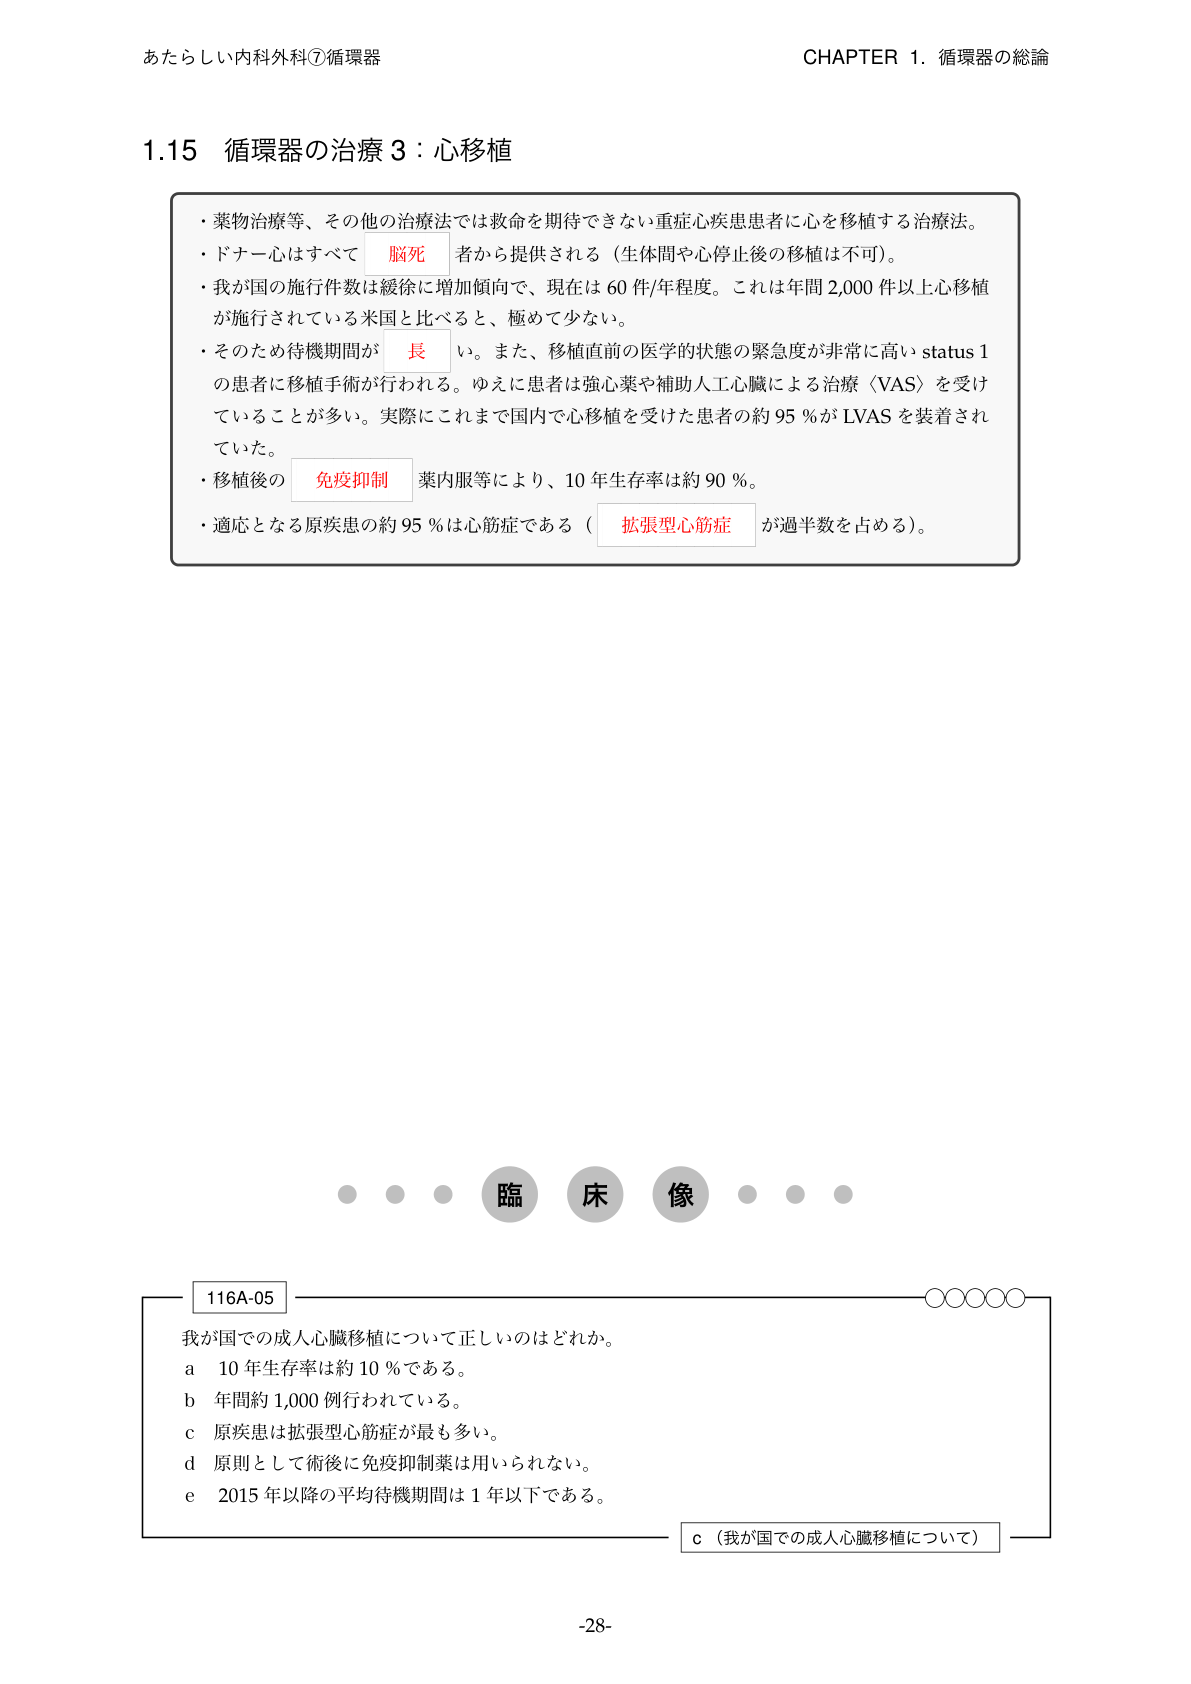 あたらしい内科外科⑦循環器
CHAPTER 1. 循環器の総論
1.15 循環器の治療 3：心移植
・薬物治療等、その他の治療法では救命を期待できない重症心疾患患者に心を移植する治療法。
・ドナー心はすべて 脳死 者から提供される（生体間や心停止後の移植は不可）。
・我が国の施行件数は緩徐に増加傾向で、現在は 60 件/年程度。これは年間 2,000 件以上心移植
が施行されている米国と比べると、極めて少ない。
・そのため待機期間が 長 い。また、移植直前の医学的状態の緊急度が非常に高い status 1
の患者に移植手術が行われる。ゆえに患者は強心薬や補助人工心臓による治療〈VAS〉を受け
ていることが多い。実際にこれまで国内で心移植を受けた患者の約 95 %が LVAS を装着され
ていた。
・移植後の 免疫抑制 薬内服等により、10 年生存率は約 90 %。
・適応となる原疾患の約 95 %は心筋症である（ 拡張型心筋症 が過半数を占める）。
臨 床 像
116A-05
我が国での成人心臓移植について正しいのはどれか。
a 10 年生存率は約 10 %である。
b 年間約 1,000 例行われている。
c 原疾患は拡張型心筋症が最も多い。
d 原則として術後に免疫抑制薬は用いられない。
e 2015 年以降の平均待機期間は 1 年以下である。
c （我が国での成人心臓移植について）
-28-